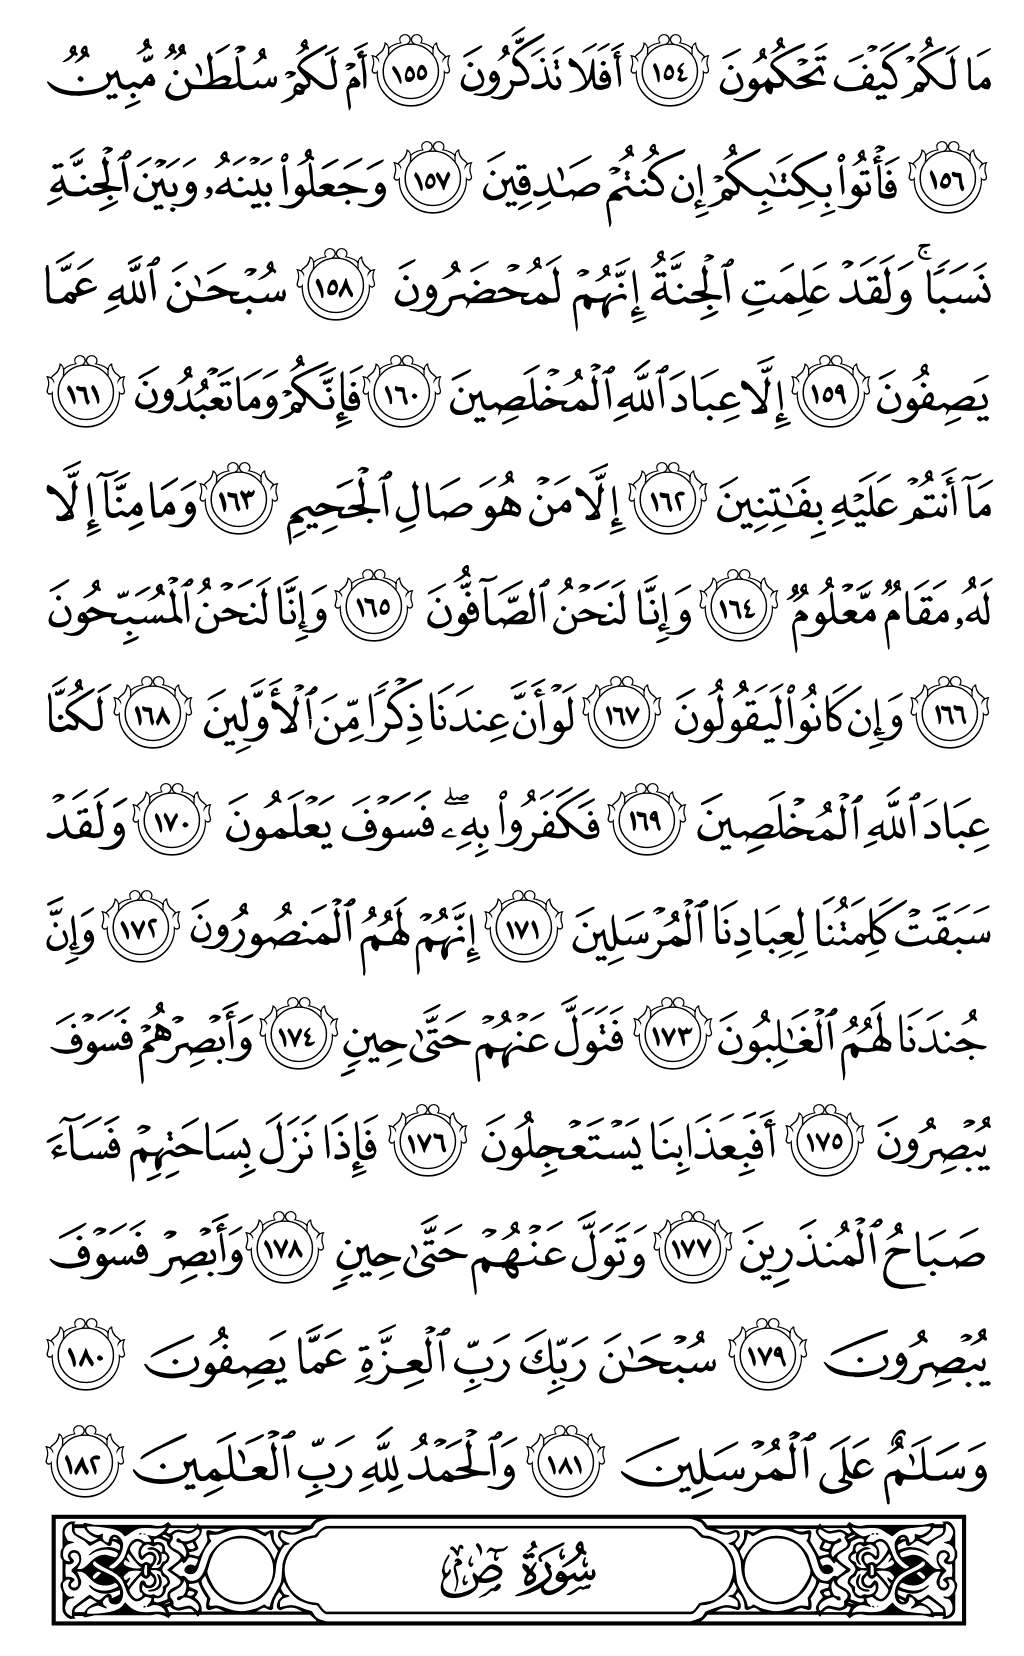 مَا لَكُمْ كَيْفَ تَحْكُمُونَ ١٥٤ أَفَلَا تَذَكَّرُونَ ١٥٥ أَمْ لَكُمْ سُلْطَٰنٌ مُّبِينٌ
١٥٦ فَأْتُوا۟ بِكِتَٰبِكُمْ إِن كُنتُمْ صَٰدِقِينَ ١٥٧ وَجَعَلُوا۟ بَيْنَهُۥ وَبَيْنَ ٱلْجِنَّةِ
نَسَبًا ۚ وَلَقَدْ عَلِمَتِ ٱلْجِنَّةُ إِنَّهُمْ لَمُحْضَرُونَ ١٥٨ سُبْحَٰنَ ٱللَّهِ عَمَّا
يَصِفُونَ ١٥٩ إِلَّا عِبَادَ ٱللَّهِ ٱلْمُخْلَصِينَ ١٦٠ فَإِنَّكُمْ وَمَا تَعْبُدُونَ ١٦١
مَآ أَنتُمْ عَلَيْهِ بِفَٰتِنِينَ ١٦٢ إِلَّا مَنْ هُوَ صَالِ ٱلْجَحِيمِ ١٦٣ وَمَا مِنَّآ إِلَّا
لَهُۥ مَقَامٌ مَّعْلُومٌ ١٦٤ وَإِنَّا لَنَحْنُ ٱلصَّآفُّونَ ١٦٥ وَإِنَّا لَنَحْنُ ٱلْمُسَبِّحُونَ
١٦٦ وَإِن كَانُوا۟ لَيَقُولُونَ ١٦٧ لَوْ أَنَّ عِندَنَا ذِكْرًا مِّنَ ٱلْأَوَّلِينَ ١٦٨ لَكُنَّا
عِبَادَ ٱللَّهِ ٱلْمُخْلَصِينَ ١٦٩ فَكَفَرُوا۟ بِهِۦ ۖ فَسَوْفَ يَعْلَمُونَ ١٧٠ وَلَقَدْ
سَبَقَتْ كَلِمَتُنَا لِعِبَادِنَا ٱلْمُرْسَلِينَ ١٧١ إِنَّهُمْ لَهُمُ ٱلْمَنصُورُونَ ١٧٢ وَإِنَّ
جُندَنَا لَهُمُ ٱلْغَٰلِبُونَ ١٧٣ فَتَوَلَّ عَنْهُمْ حَتَّىٰ حِينٍ ١٧٤ وَأَبْصِرْهُمْ فَسَوْفَ
يُبْصِرُونَ ١٧٥ أَفَبِعَذَابِنَا يَسْتَعْجِلُونَ ١٧٦ فَإِذَا نَزَلَ بِسَاحَتِهِمْ فَسَآءَ
صَبَاحُ ٱلْمُنذَرِينَ ١٧٧ وَتَوَلَّ عَنْهُمْ حَتَّىٰ حِينٍ ١٧٨ وَأَبْصِرْ فَسَوْفَ
يُبْصِرُونَ ١٧٩ سُبْحَٰنَ رَبِّكَ رَبِّ ٱلْعِزَّةِ عَمَّا يَصِفُونَ ١٨٠
وَسَلَٰمٌ عَلَى ٱلْمُرْسَلِينَ ١٨١ وَٱلْحَمْدُ لِلَّهِ رَبِّ ٱلْعَٰلَمِينَ ١٨٢
سُورَةُ صٓ